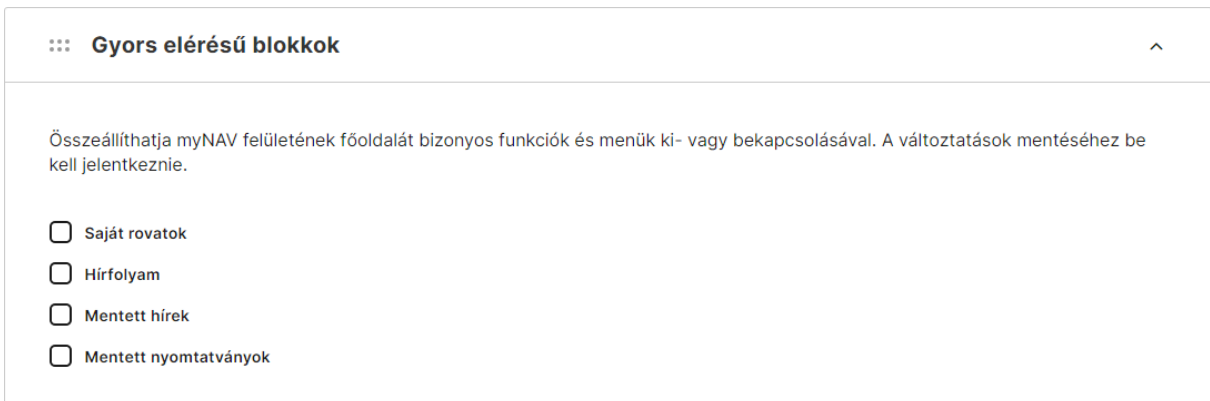 Gyors elérésű blokkok
Összeállíthatja myNAV felületének főoldalát bizonyos funkciók és menük ki- vagy bekapcsolásával. A változtatások mentéséhez be
kell jelentkeznie.
Saját rovatok
Hírfolyam
Mentett hírek
Mentett nyomtatványok